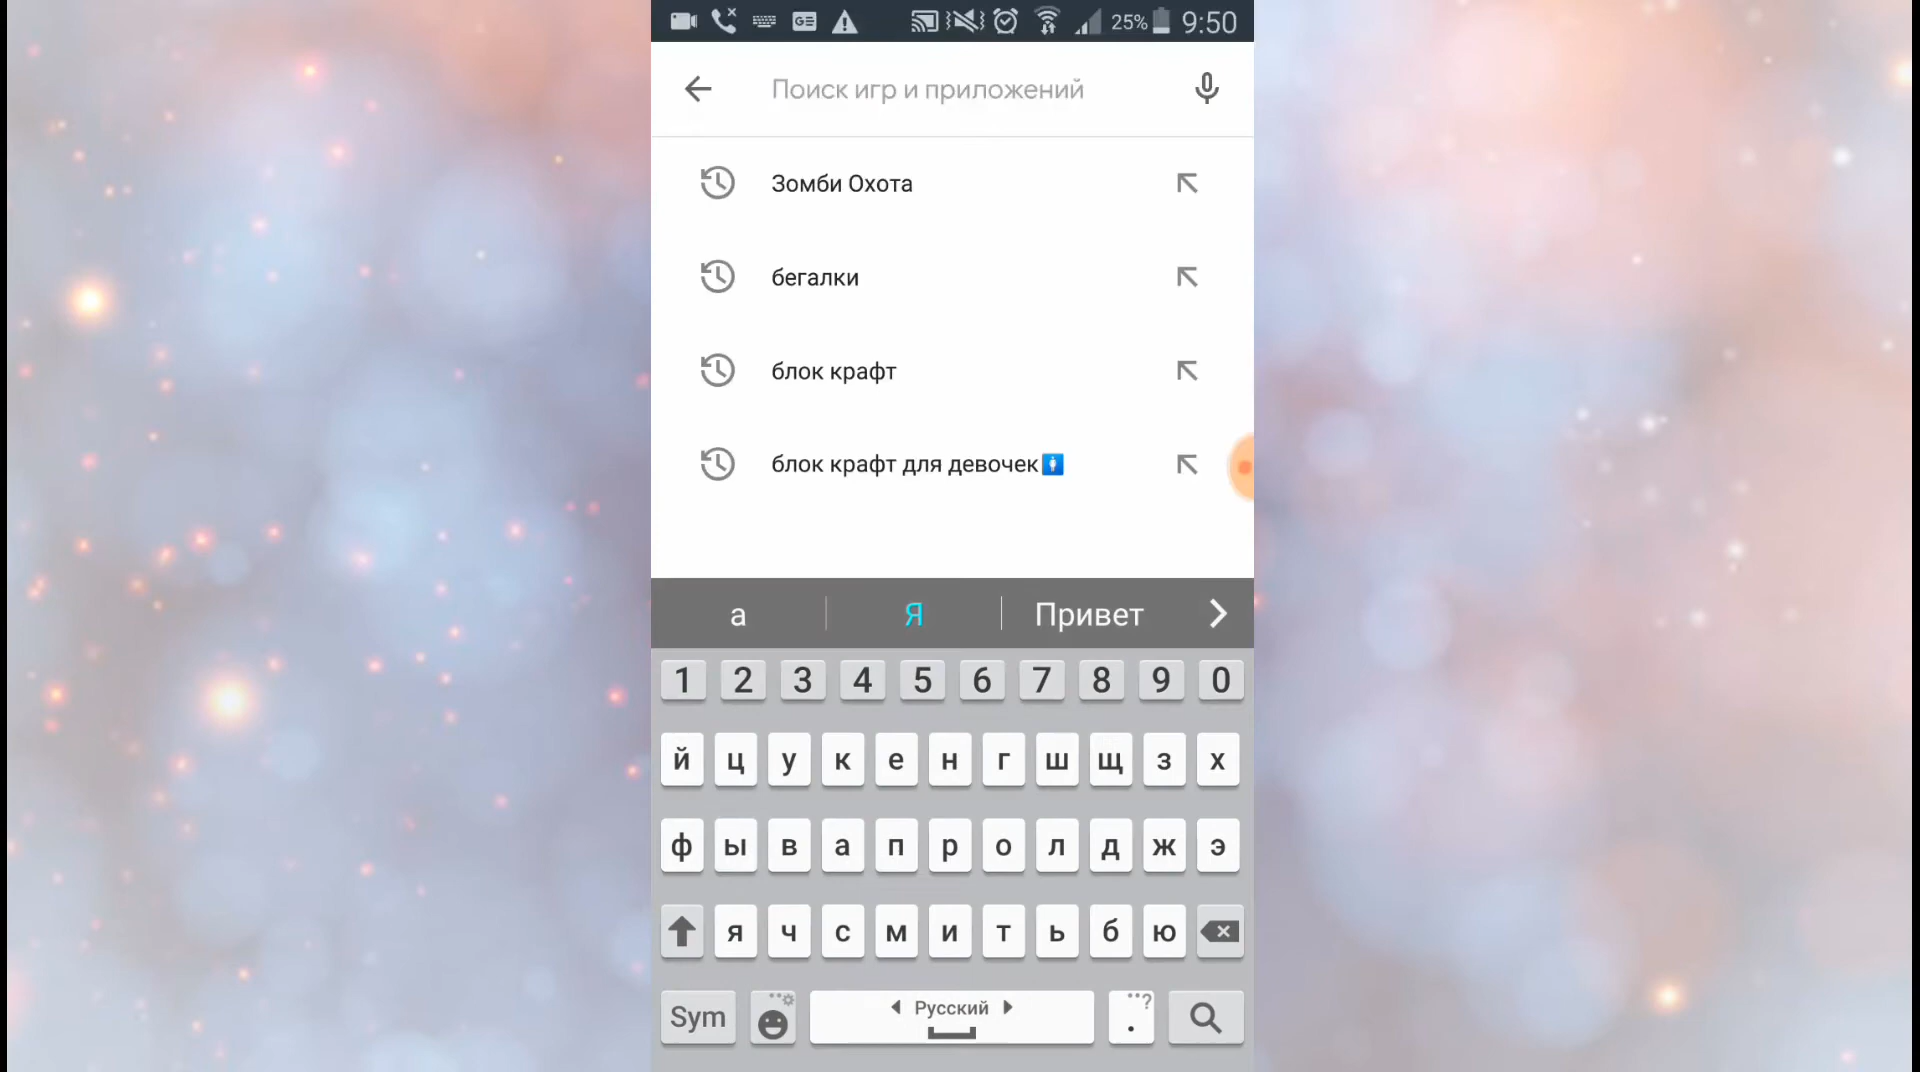 GE 25% 9:50
Поиск игр и приложений
Зомби Охота
бегалки
блок крафт
блок крафт для девочек🚹
а Я Привет
1 2 3 4 5 6 7 8 9 0
й ц у к е н г ш щ з х
ф ы в а п р о л д ж э
я ч с м и т ь б ю
Sym Русский . ?